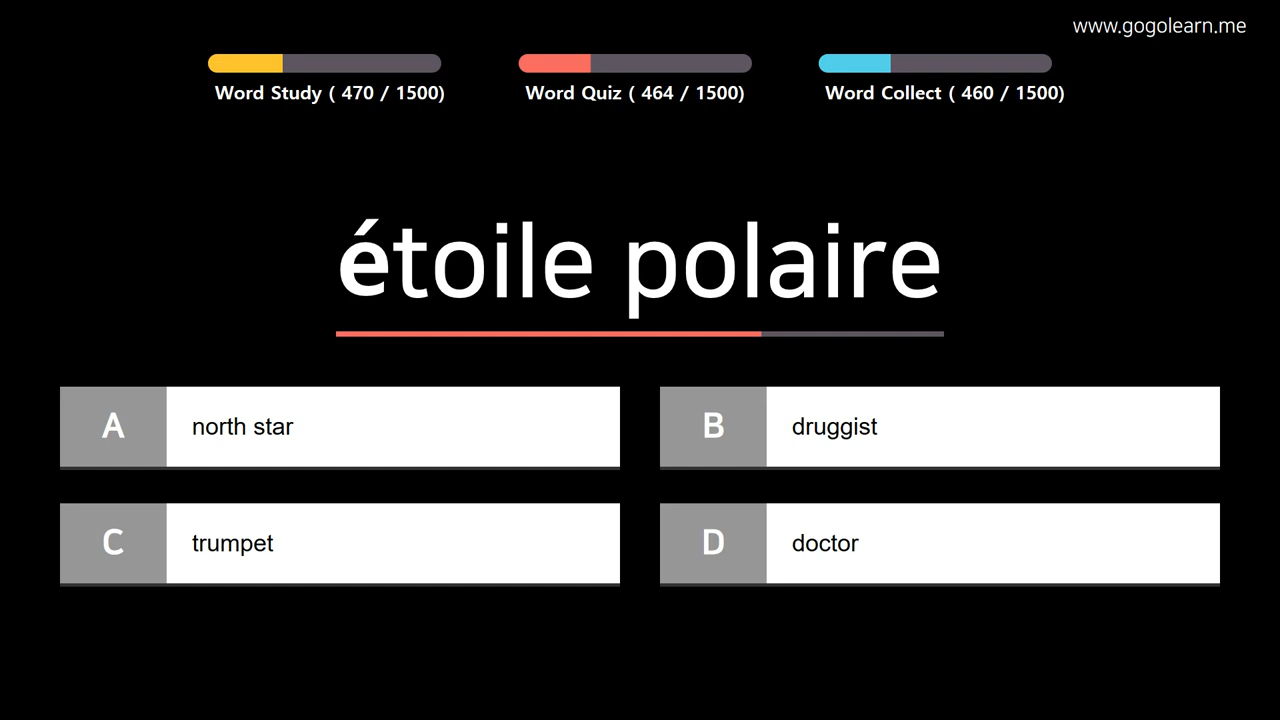 www.gogolearn.me
Word Study ( 470 / 1500)
Word Quiz ( 464 / 1500)
Word Collect ( 460 / 1500)
étoile polaire
A north star
B druggist
C trumpet
D doctor